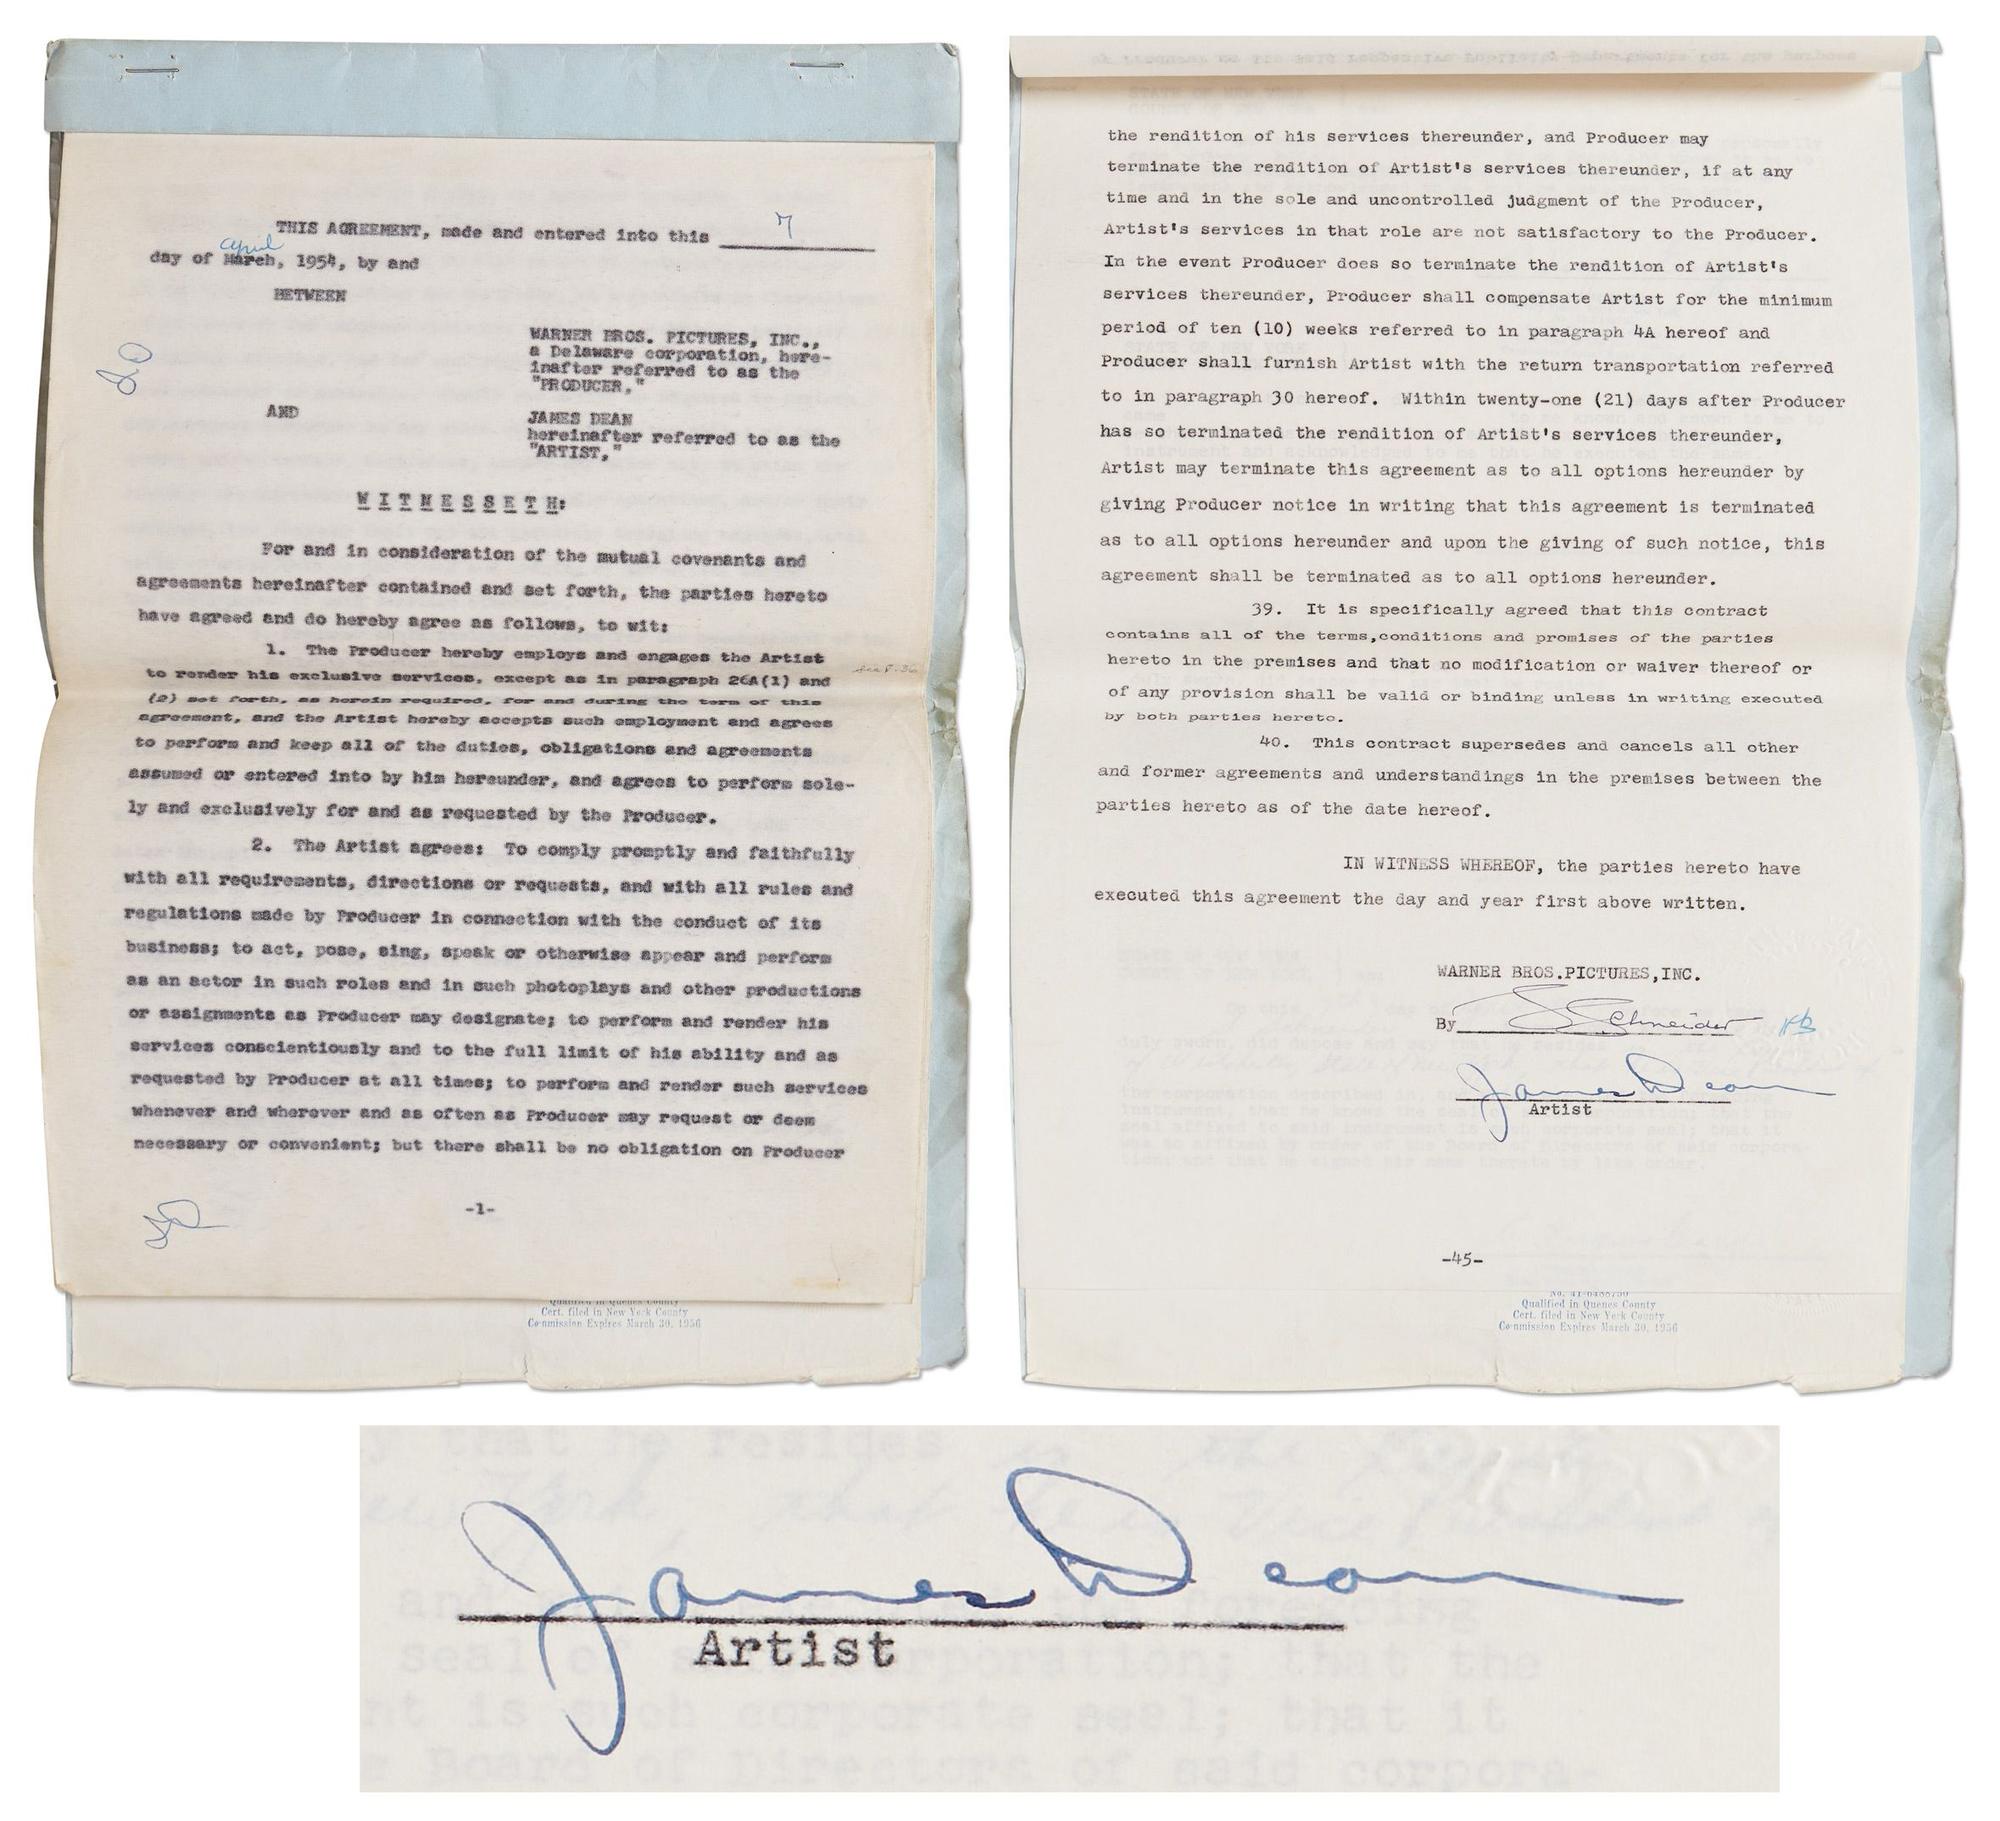 THIS AGREEMENT, made and entered into this 7
april
day of March, 1954, by and
BETWEEN
WARNER BROS. PICTURES, INC.,
a Delaware corporation, here-
inafter referred to as the
"PRODUCER,"
AND
JAMES DEAN
hereinafter referred to as the
"ARTIST,"
WITNESSETH:
For and in consideration of the mutual covenants and
agreements hereinafter contained and set forth, the parties hereto
have agreed and do hereby agree as follows, to wit:
1. The Producer hereby employs and engages the Artist
to render his exclusive services, except as in paragraph 26A(1) and
(2) set forth, as herein required, for and during the term of this
agreement, and the Artist hereby accepts such employment and agrees
to perform and keep all of the duties, obligations and agreements
assumed or entered into by him hereunder, and agrees to perform sole-
ly and exclusively for and as requested by the Producer.
2. The Artist agrees: To comply promptly and faithfully
with all requirements, directions or requests, and with all rules and
regulations made by Producer in connection with the conduct of its
business; to act, pose, sing, speak or otherwise appear and perform
as an actor in such roles and in such photoplays and other productions
or assignments as Producer may designate; to perform and render his
services conscientiously and to the full limit of his ability and as
requested by Producer at all times; to perform and render such services
whenever and wherever and as often as Producer may request or deem
necessary or convenient; but there shall be no obligation on Producer
-1-
Qualified in Queens County
Cert. filed in New York County
Commission Expires March 30, 1956
the rendition of his services thereunder, and Producer may
terminate the rendition of Artist's services thereunder, if at any
time and in the sole and uncontrolled judgment of the Producer,
Artist's services in that role are not satisfactory to the Producer.
In the event Producer does so terminate the rendition of Artist's
services thereunder, Producer shall compensate Artist for the minimum
period of ten (10) weeks referred to in paragraph 4A hereof and
Producer shall furnish Artist with the return transportation referred
to in paragraph 30 hereof. Within twenty-one (21) days after Producer
has so terminated the rendition of Artist's services thereunder,
Artist may terminate this agreement as to all options hereunder by
giving Producer notice in writing that this agreement is terminated
as to all options hereunder and upon the giving of such notice, this
agreement shall be terminated as to all options hereunder.
39. It is specifically agreed that this contract
contains all of the terms,conditions and promises of the parties
hereto in the premises and that no modification or waiver thereof or
of any provision shall be valid or binding unless in writing executed
by both parties hereto.
40. This contract supersedes and cancels all other
and former agreements and understandings in the premises between the
parties hereto as of the date hereof.
IN WITNESS WHEREOF, the parties hereto have
executed this agreement the day and year first above written.
WARNER BROS.PICTURES,INC.
By S Schneider
James Dean
Artist
-45-
Qualified in Queens County
Cert. filed in New York County
Commission Expires March 30, 1956
James Dean
Artist